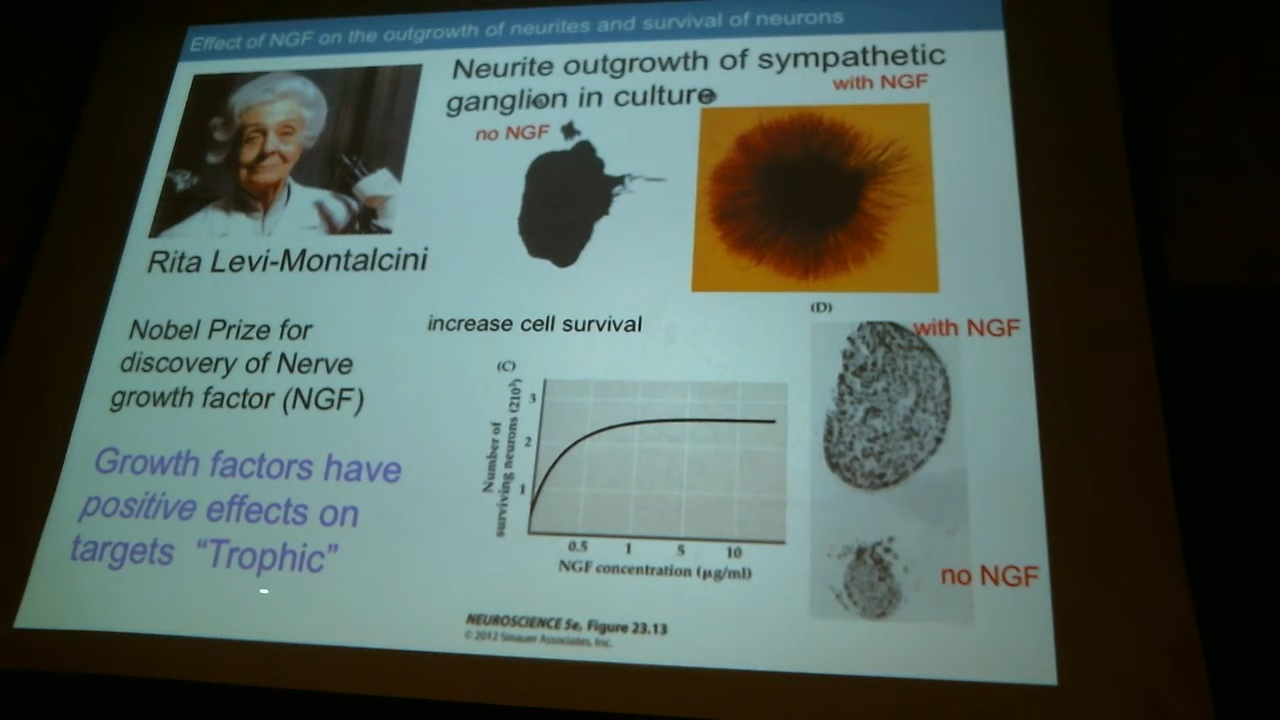 Effect of NGF on the outgrowth of neurites and survival of neurons
Neurite outgrowth of sympathetic
ganglion in culture
with NGF
no NGF
Rita Levi-Montalcini
Nobel Prize for
discovery of Nerve
growth factor (NGF)
Growth factors have
positive effects on
targets "Trophic"
increase cell survival
(C)
Number of
surviving neurons (210³)
3
2
1
0.5 1 5 10
NGF concentration (μg/ml)
(D)
with NGF
no NGF
NEUROSCIENCE 5e, Figure 23.13
© 2012 Sinauer Associates, Inc.